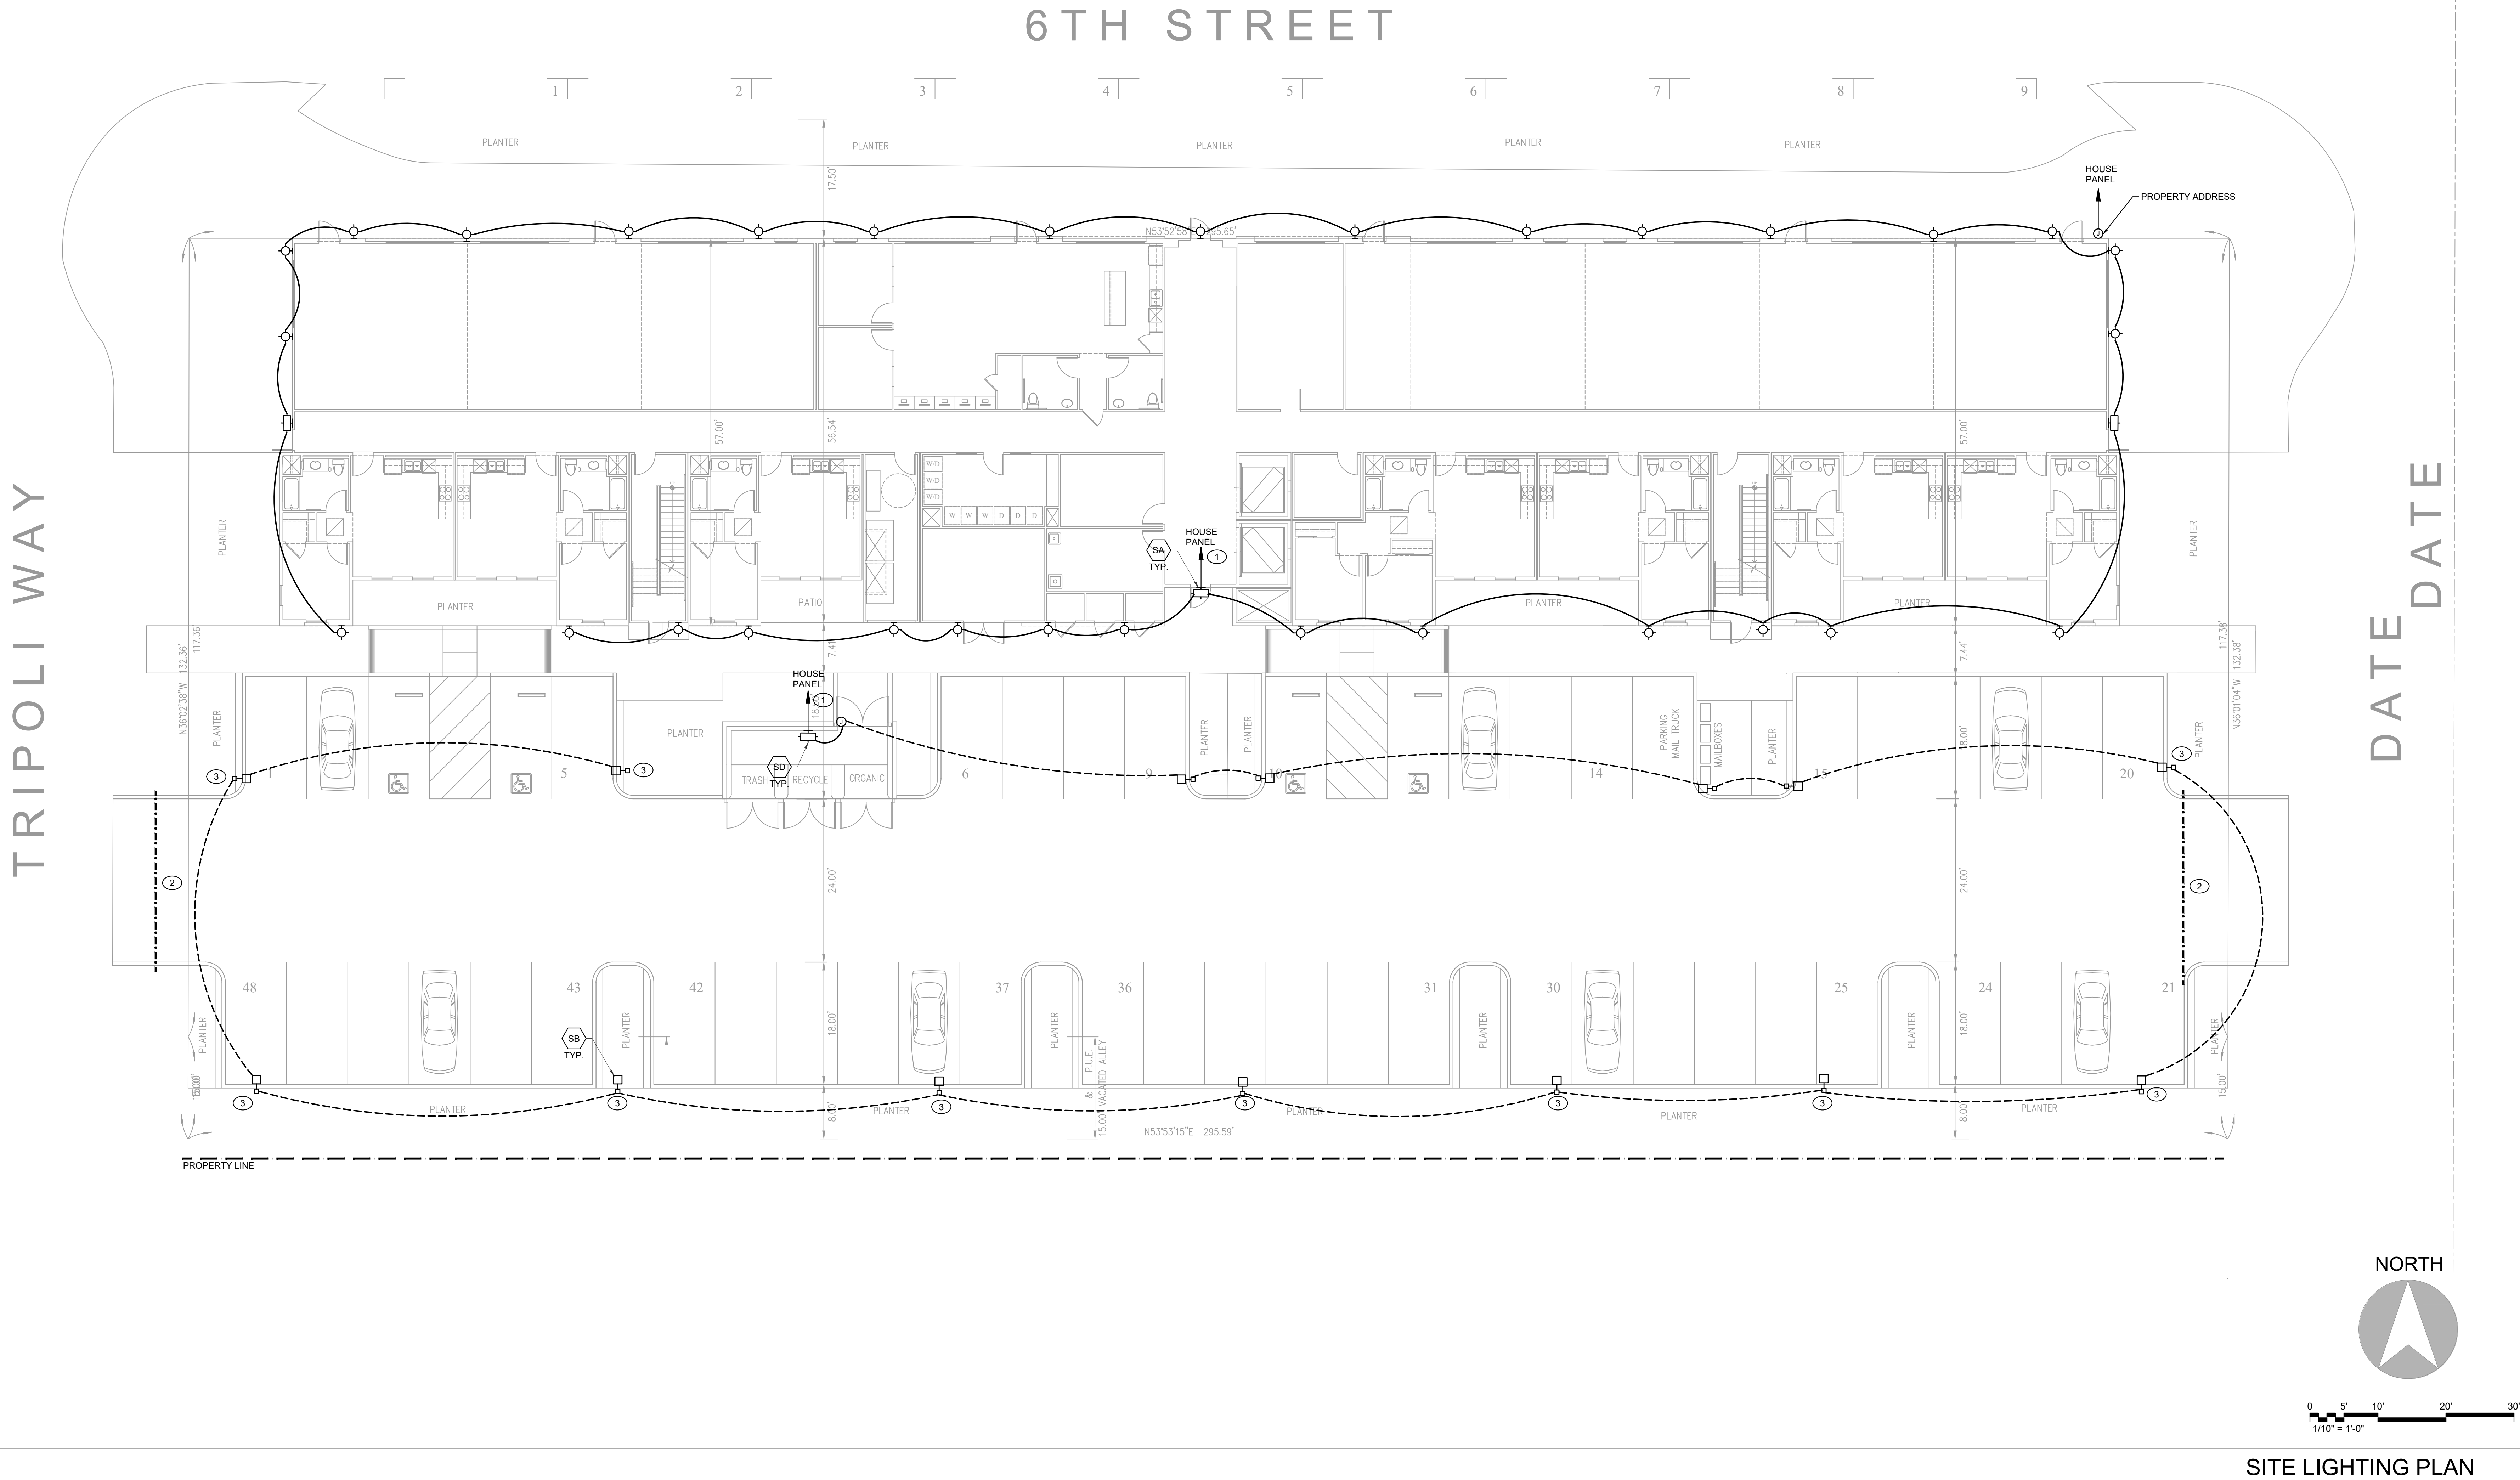 6TH STREET
1 2 3 4 5 6 7 8 9
PLANTER
PLANTER
PLANTER
PLANTER
PLANTER
17.50'
HOUSE
PANEL
PROPERTY ADDRESS
J
TRIPOLI WAY
DATE
DATE
57.00'
56.54'
57.00'
W/D
W/D
W/D
W W W D D D
PLANTER
PLANTER
HOUSE
PANEL
SA
TYP.
1
PLANTER
PATIO
PLANTER
PLANTER
N36°02'38"W 132.36'
117.36'
7.41'
7.44'
117.38'
N36°01'04"W 132.38'
HOUSE
PANEL
1
J
PLANTER
PLANTER
PLANTER
PLANTER
PARKING
MAIL TRUCK
MAILBOXES
PLANTER
18.00'
PLANTER
3
3
3
SD
TYP.
TRASH
RECYCLE
ORGANIC
1 5 6 9 10 14 15 20
2
24.00'
24.00'
2
48 43 42 37 36 31 30 25 24 21
PLANTER
SB
TYP.
PLANTER
18.00'
PLANTER
PLANTER
PLANTER
18.00'
PLANTER
15.00' VACATED ALLEY
& P.U.E.
15.00'
3 3 3 3 3 3 3
PLANTER
8.00'
PLANTER
PLANTER
PLANTER
8.00'
PLANTER
N53°53'15"E 295.59'
PROPERTY LINE
NORTH
0 5' 10' 20' 30'
1/10" = 1'-0"
SITE LIGHTING PLAN